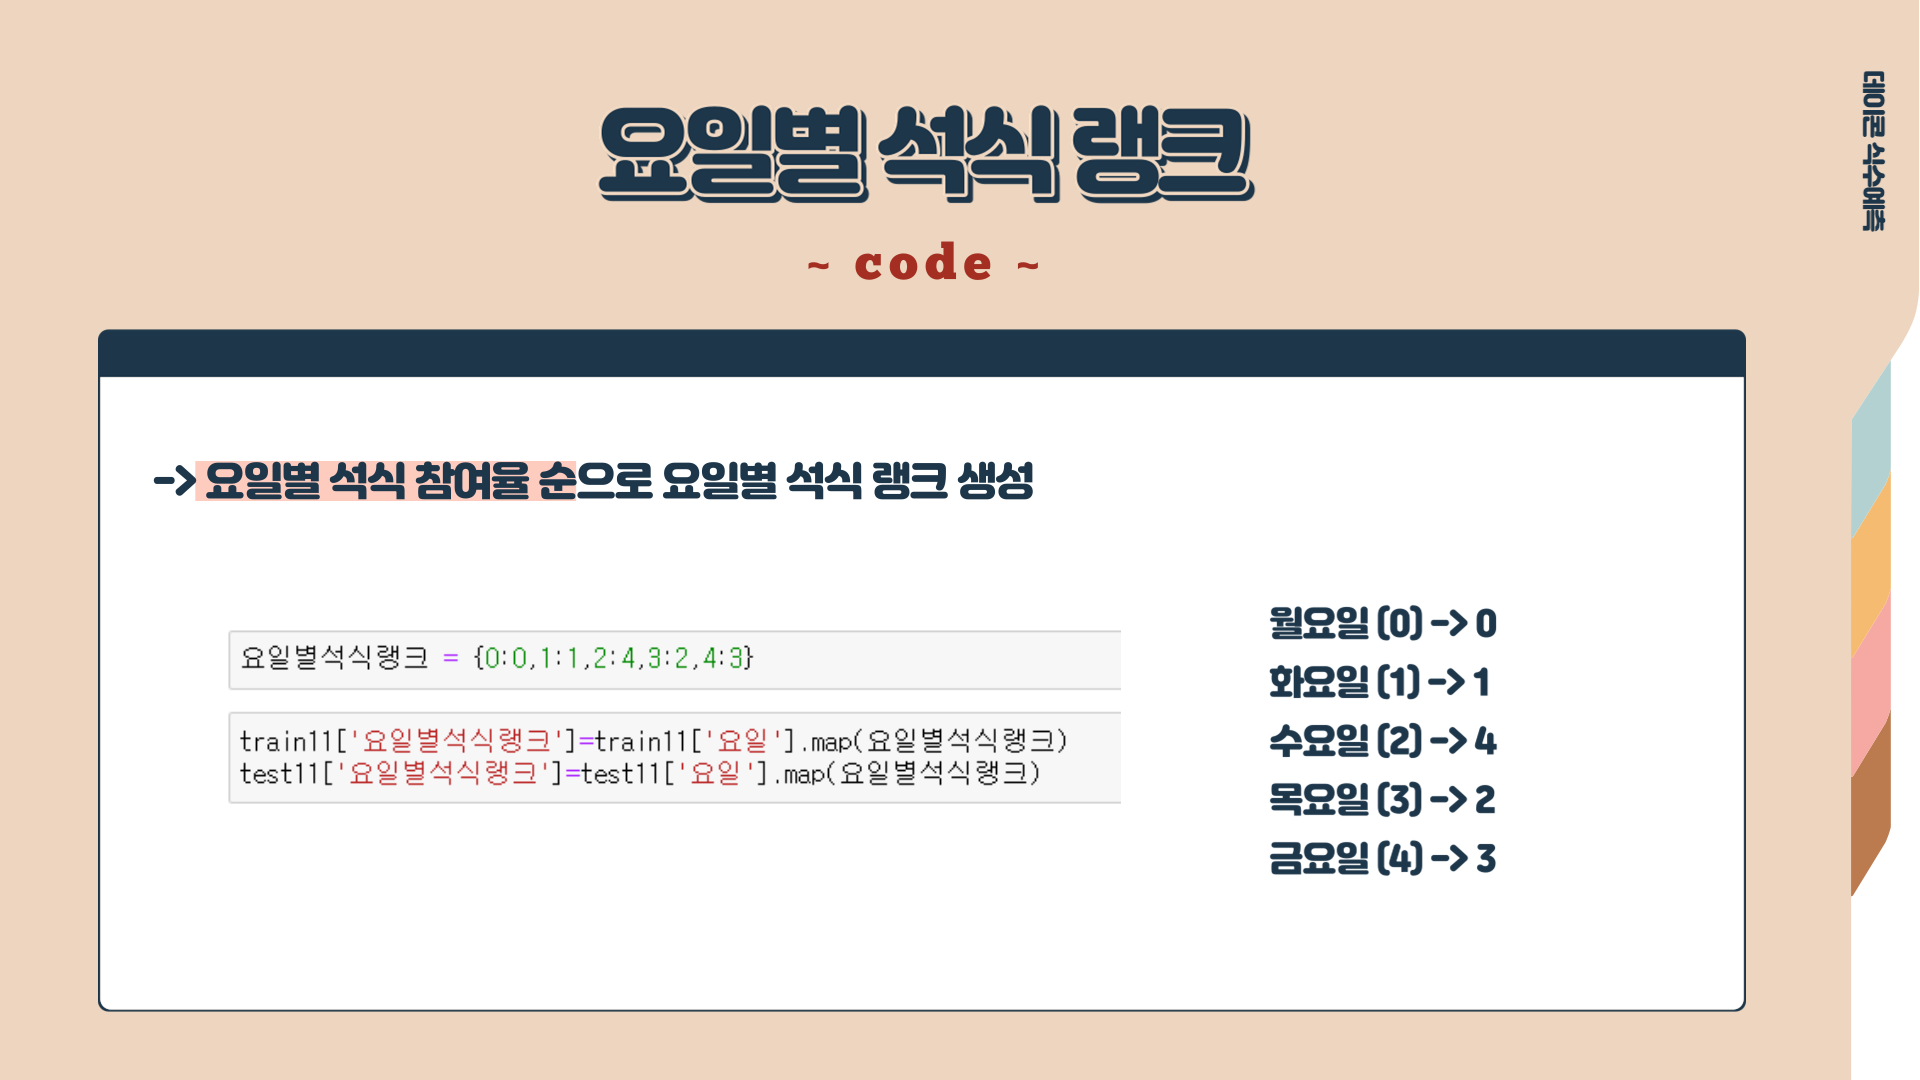 요일별 석식 랭크
~ code ~
데이콘 식수예측
-> 요일별 석식 참여율 순으로 요일별 석식 랭크 생성
요일별석식랭크 = {0:0,1:1,2:4,3:2,4:3}
train11['요일별석식랭크']=train11['요일'].map(요일별석식랭크)
test11['요일별석식랭크']=test11['요일'].map(요일별석식랭크)
월요일 (0) -> 0
화요일 (1) -> 1
수요일 (2) -> 4
목요일 (3) -> 2
금요일 (4) -> 3